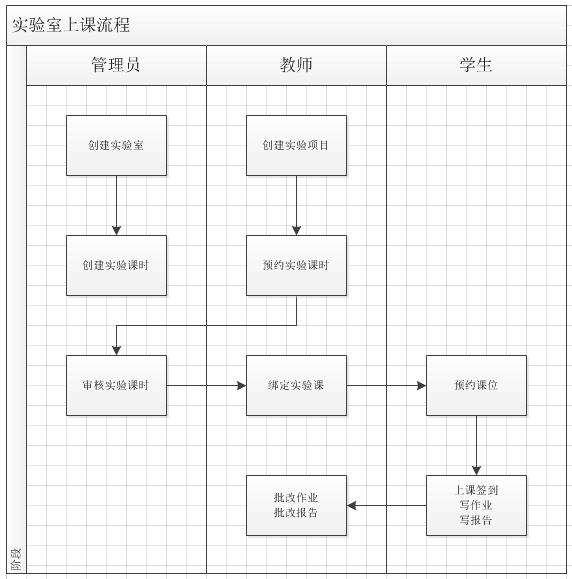 实验室上课流程
管理员
教师
学生
创建实验室
创建实验项目
创建实验课时
预约实验课时
审核实验课时
绑定实验课
预约课位
批改作业
批改报告
上课签到
写作业
写报告
阶段